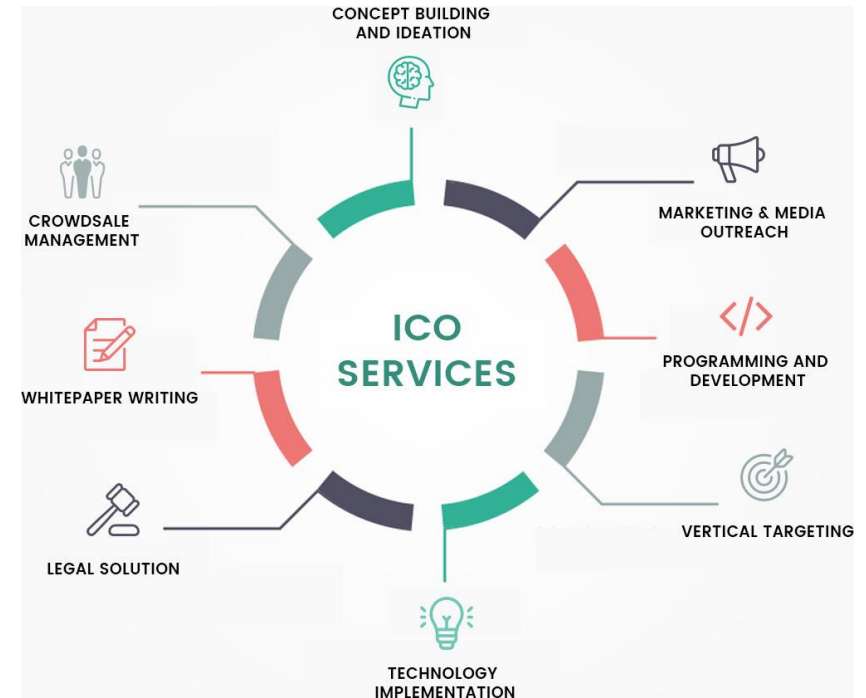 CONCEPT BUILDING
AND IDEATION
MARKETING & MEDIA
OUTREACH
CROWDSALE
MANAGEMENT
ICO
SERVICES
PROGRAMMING AND
DEVELOPMENT
WHITEPAPER WRITING
VERTICAL TARGETING
LEGAL SOLUTION
TECHNOLOGY
IMPLEMENTATION